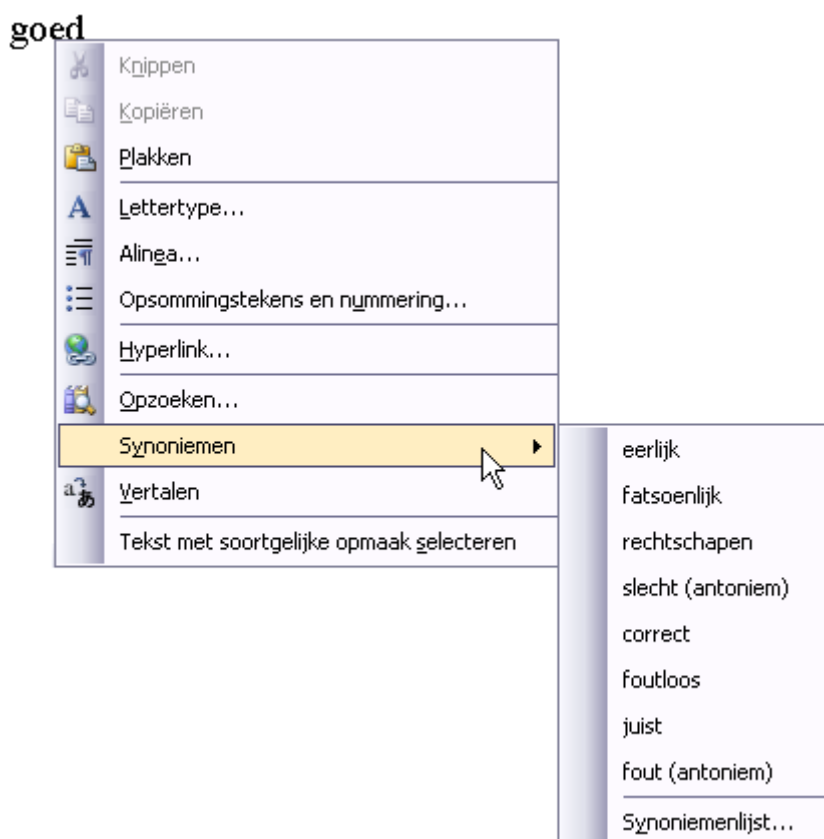 goed
Knippen
Kopiëren
Plakken
Lettertype...
Alinea...
Opsommingstekens en nummering...
Hyperlink...
Opzoeken...
Synoniemen
Vertalen
Tekst met soortgelijke opmaak selecteren
eerlijk
fatsoenlijk
rechtschapen
slecht (antoniem)
correct
foutloos
juist
fout (antoniem)
Synoniemenlijst...